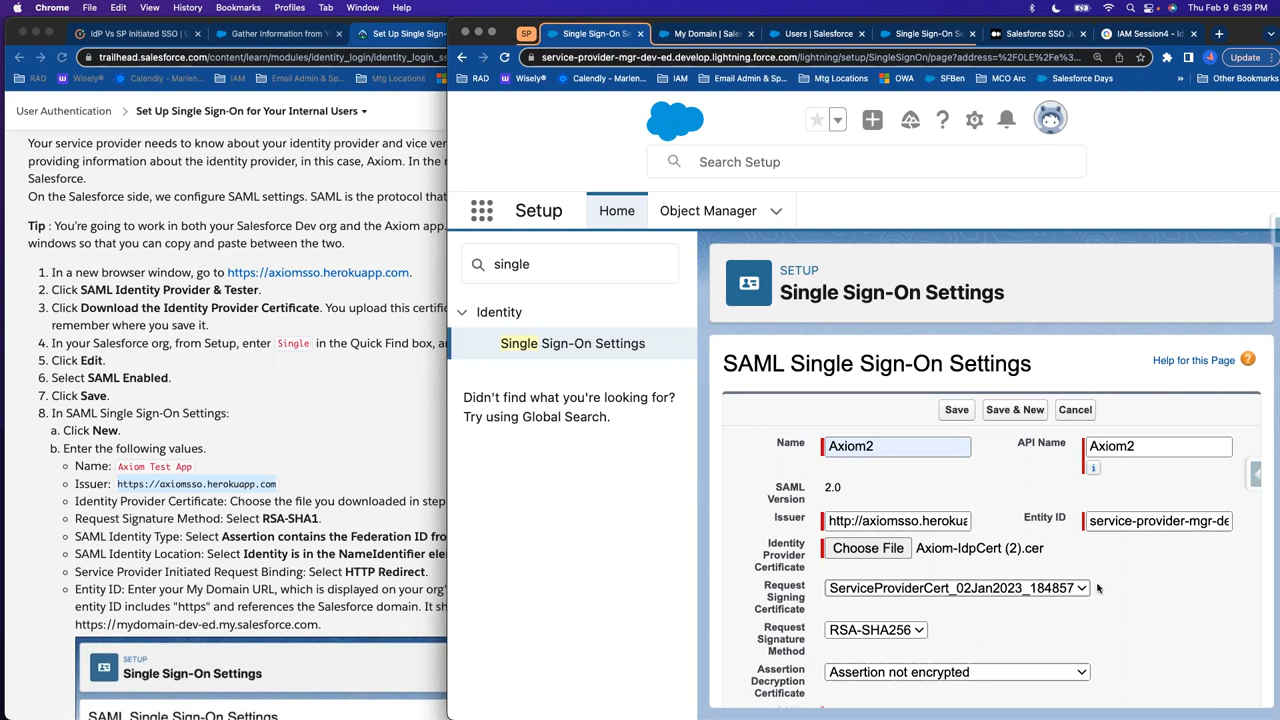 Chrome File Edit View History Bookmarks Profiles Tab Window Help
Thu Feb 9 6:39 PM
IdP Vs SP Initiated SSO |
Gather Information from Y
Set Up Single Sign-
trailhead.salesforce.com/content/learn/modules/identity_login/identity_login_ss
RAD Wisely® Calendly - Marlen... IAM Email Admin & Sp... Mtg Locations
User Authentication > Set Up Single Sign-On for Your Internal Users
Your service provider needs to know about your identity provider and vice ver
providing information about the identity provider, in this case, Axiom. In the n
Salesforce.
On the Salesforce side, we configure SAML settings. SAML is the protocol that
Tip : You're going to work in both your Salesforce Dev org and the Axiom app.
windows so that you can copy and paste between the two.
1. In a new browser window, go to https://axiomsso.herokuapp.com.
2. Click SAML Identity Provider & Tester.
3. Click Download the Identity Provider Certificate. You upload this certific
remember where you save it.
4. In your Salesforce org, from Setup, enter Single in the Quick Find box, an
5. Click Edit.
6. Select SAML Enabled.
7. Click Save.
8. In SAML Single Sign-On Settings:
a. Click New.
b. Enter the following values.
Name: Axiom Test App
Issuer: https://axiomsso.herokuapp.com
Identity Provider Certificate: Choose the file you downloaded in step
Request Signature Method: Select RSA-SHA1.
SAML Identity Type: Select Assertion contains the Federation ID fro
SAML Identity Location: Select Identity is in the NameIdentifier eler
Service Provider Initiated Request Binding: Select HTTP Redirect.
Entity ID: Enter your My Domain URL, which is displayed on your org'
entity ID includes "https" and references the Salesforce domain. It sh
https://mydomain-dev-ed.my.salesforce.com.
SETUP
Single Sign-On Settings
SAML Single Sign-On Settings
SP
Single Sign-On Se
My Domain | Sales
Users | Salesforce
Single Sign-On Se
Salesforce SSO Ju
IAM Session4 - Id
service-provider-mgr-dev-ed.develop.lightning.force.com/lightning/setup/SingleSignOn/page?address=%2F0LE%2Fe%3...
Update
RAD Wisely® Calendly - Marlen... IAM Email Admin & Sp... Mtg Locations OWA SFBen MCO Arc Salesforce Days » Other Bookmarks
Search Setup
Setup Home Object Manager
single
Identity
Single Sign-On Settings
Didn't find what you're looking for?
Try using Global Search.
SETUP
Single Sign-On Settings
SAML Single Sign-On Settings
Help for this Page ?
Save Save & New Cancel
Name Axiom2
API Name Axiom2
i
SAML Version 2.0
Issuer http://axiomsso.heroku
Entity ID service-provider-mgr-de
Identity Provider Certificate Choose File Axiom-IdpCert (2).cer
Request Signing Certificate ServiceProviderCert_02Jan2023_184857
Request Signature Method RSA-SHA256
Assertion Decryption Certificate Assertion not encrypted